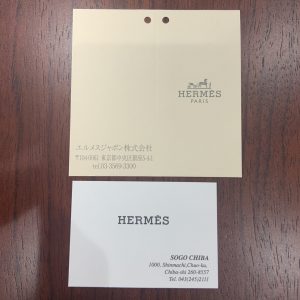 HERMÈS
PARIS
エルメスジャポン株式会社
〒104-0061 東京都中央区銀座5-4-1
tel.03-3569-3300
HERMÈS
SOGO CHIBA
1000, Shinmachi, Chuo-ku,
Chiba-shi 260-8557
Tel. 043(245)2111